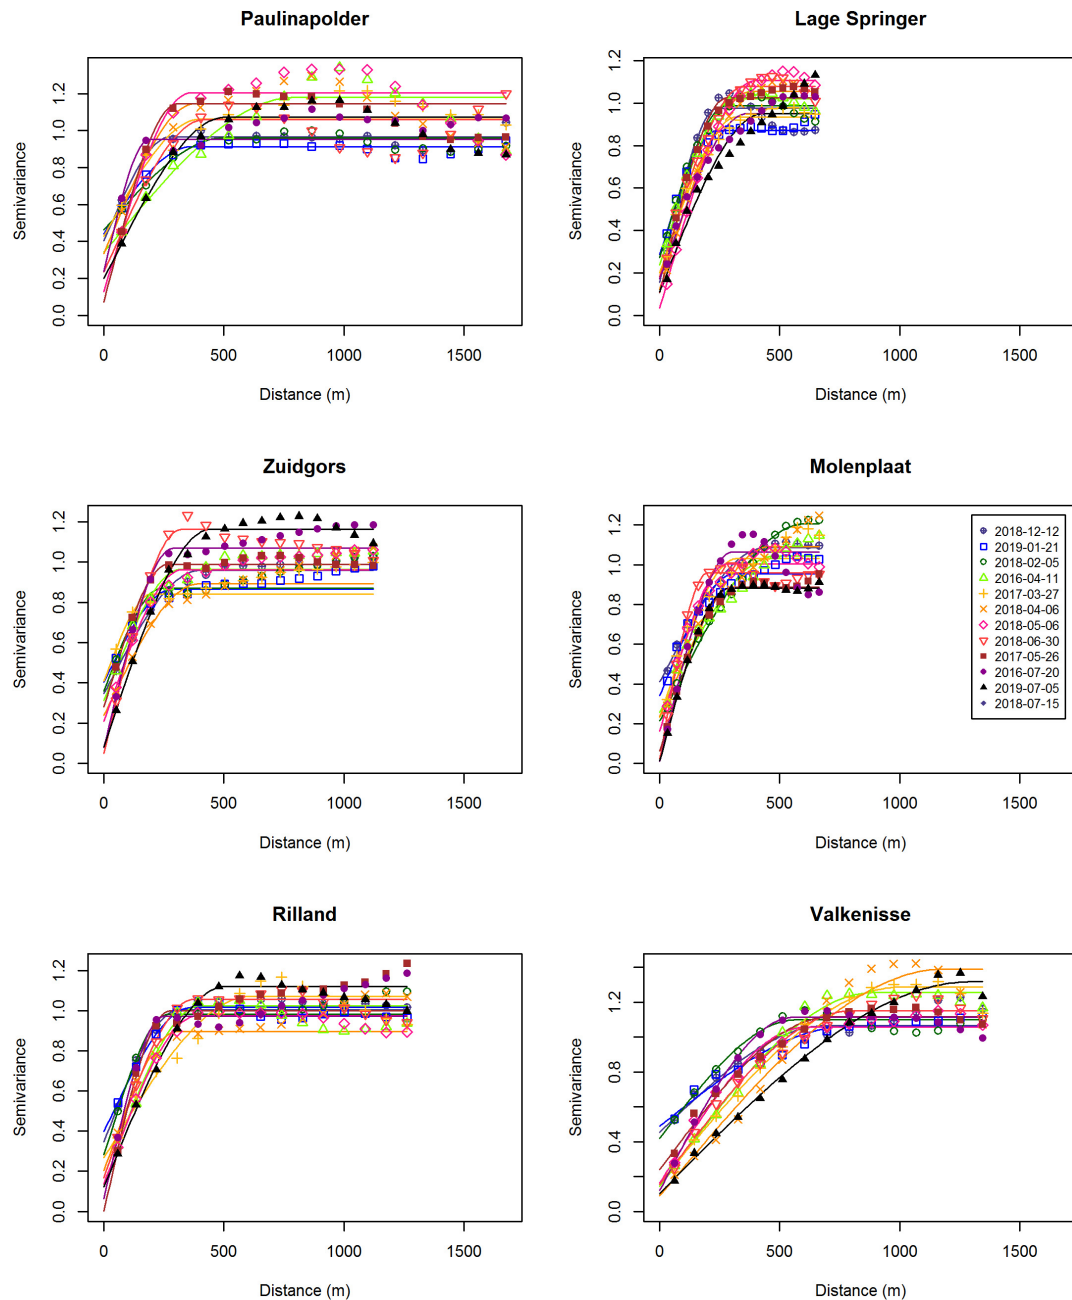 Paulinapolder
Semivariance
0.0 0.2 0.4 0.6 0.8 1.0 1.2
0 500 1000 1500
Distance (m)
Lage Springer
Semivariance
0.0 0.2 0.4 0.6 0.8 1.0 1.2
0 500 1000 1500
Distance (m)
Zuidgors
Semivariance
0.0 0.2 0.4 0.6 0.8 1.0 1.2
0 500 1000 1500
Distance (m)
Molenplaat
Semivariance
0.0 0.2 0.4 0.6 0.8 1.0 1.2
0 500 1000 1500
Distance (m)
2018-12-12
2019-01-21
2018-02-05
2016-04-11
2017-03-27
2018-04-06
2018-05-06
2018-06-30
2017-05-26
2016-07-20
2019-07-05
2018-07-15
Rilland
Semivariance
0.0 0.2 0.4 0.6 0.8 1.0 1.2
0 500 1000 1500
Distance (m)
Valkenisse
Semivariance
0.0 0.4 0.8 1.2
0 500 1000 1500
Distance (m)